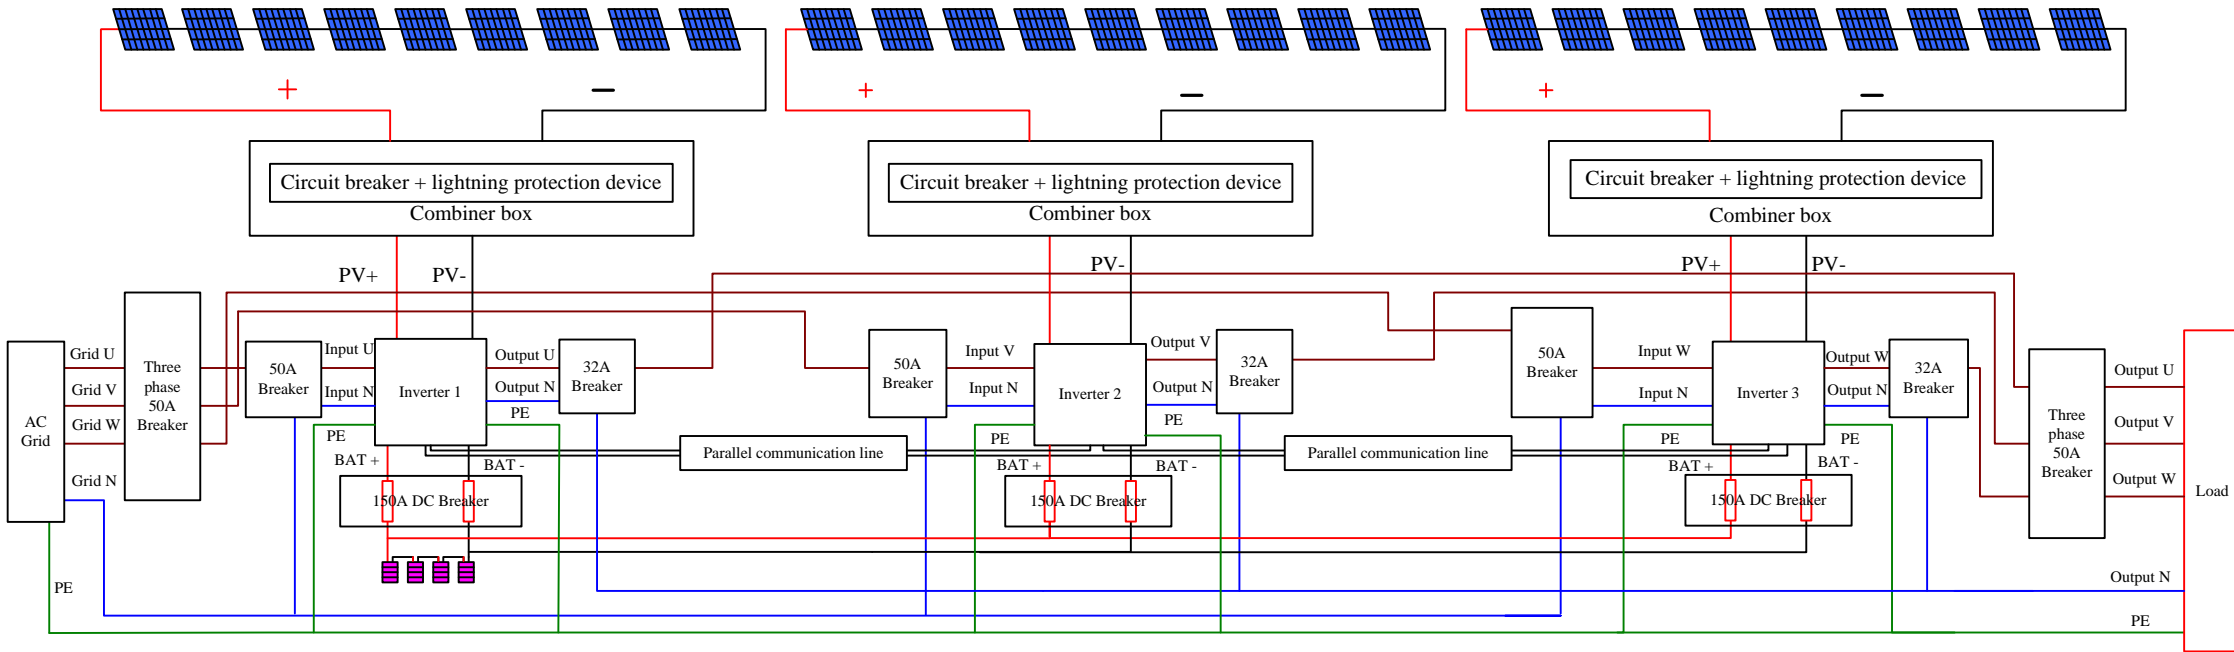 +
−
+
−
+
−
Circuit breaker + lightning protection device
Combiner box
Circuit breaker + lightning protection device
Combiner box
Circuit breaker + lightning protection device
Combiner box
PV+
PV-
PV-
PV+
PV-
AC
Grid
Grid U
Grid V
Grid W
Grid N
PE
Three
phase
50A
Breaker
50A
Breaker
Input U
Input N
PE
Inverter 1
Output U
Output N
PE
32A
Breaker
BAT +
BAT -
150A DC Breaker
Parallel communication line
50A
Breaker
Input V
Input N
PE
Inverter 2
Output V
Output N
PE
32A
Breaker
BAT +
BAT -
150A DC Breaker
Parallel communication line
50A
Breaker
Input W
Input N
PE
Inverter 3
Output W
Output N
PE
32A
Breaker
BAT +
BAT -
150A DC Breaker
Three
phase
50A
Breaker
Output U
Output V
Output W
Output N
PE
Load